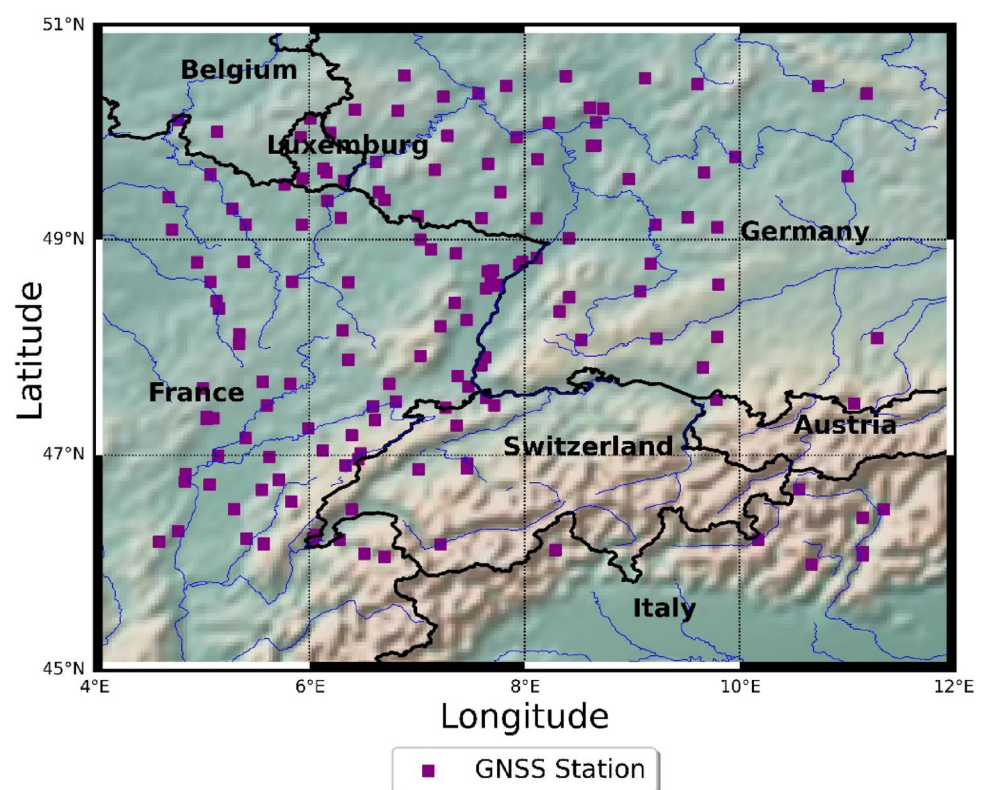 51°N
Belgium
Luxemburg
49°N
Germany
Latitude
France
Austria
Switzerland
47°N
Italy
45°N
4°E 6°E 8°E 10°E 12°E
Longitude
GNSS Station